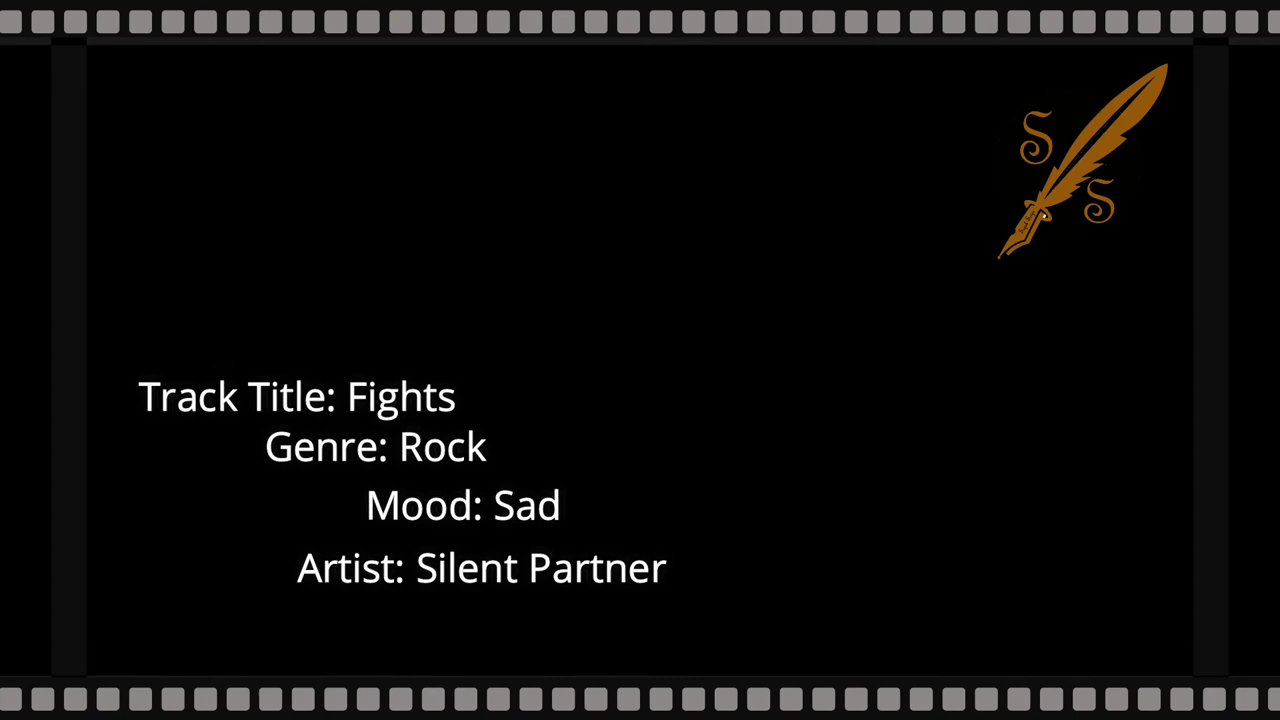 S
S
Track Title: Fights
Genre: Rock
Mood: Sad
Artist: Silent Partner